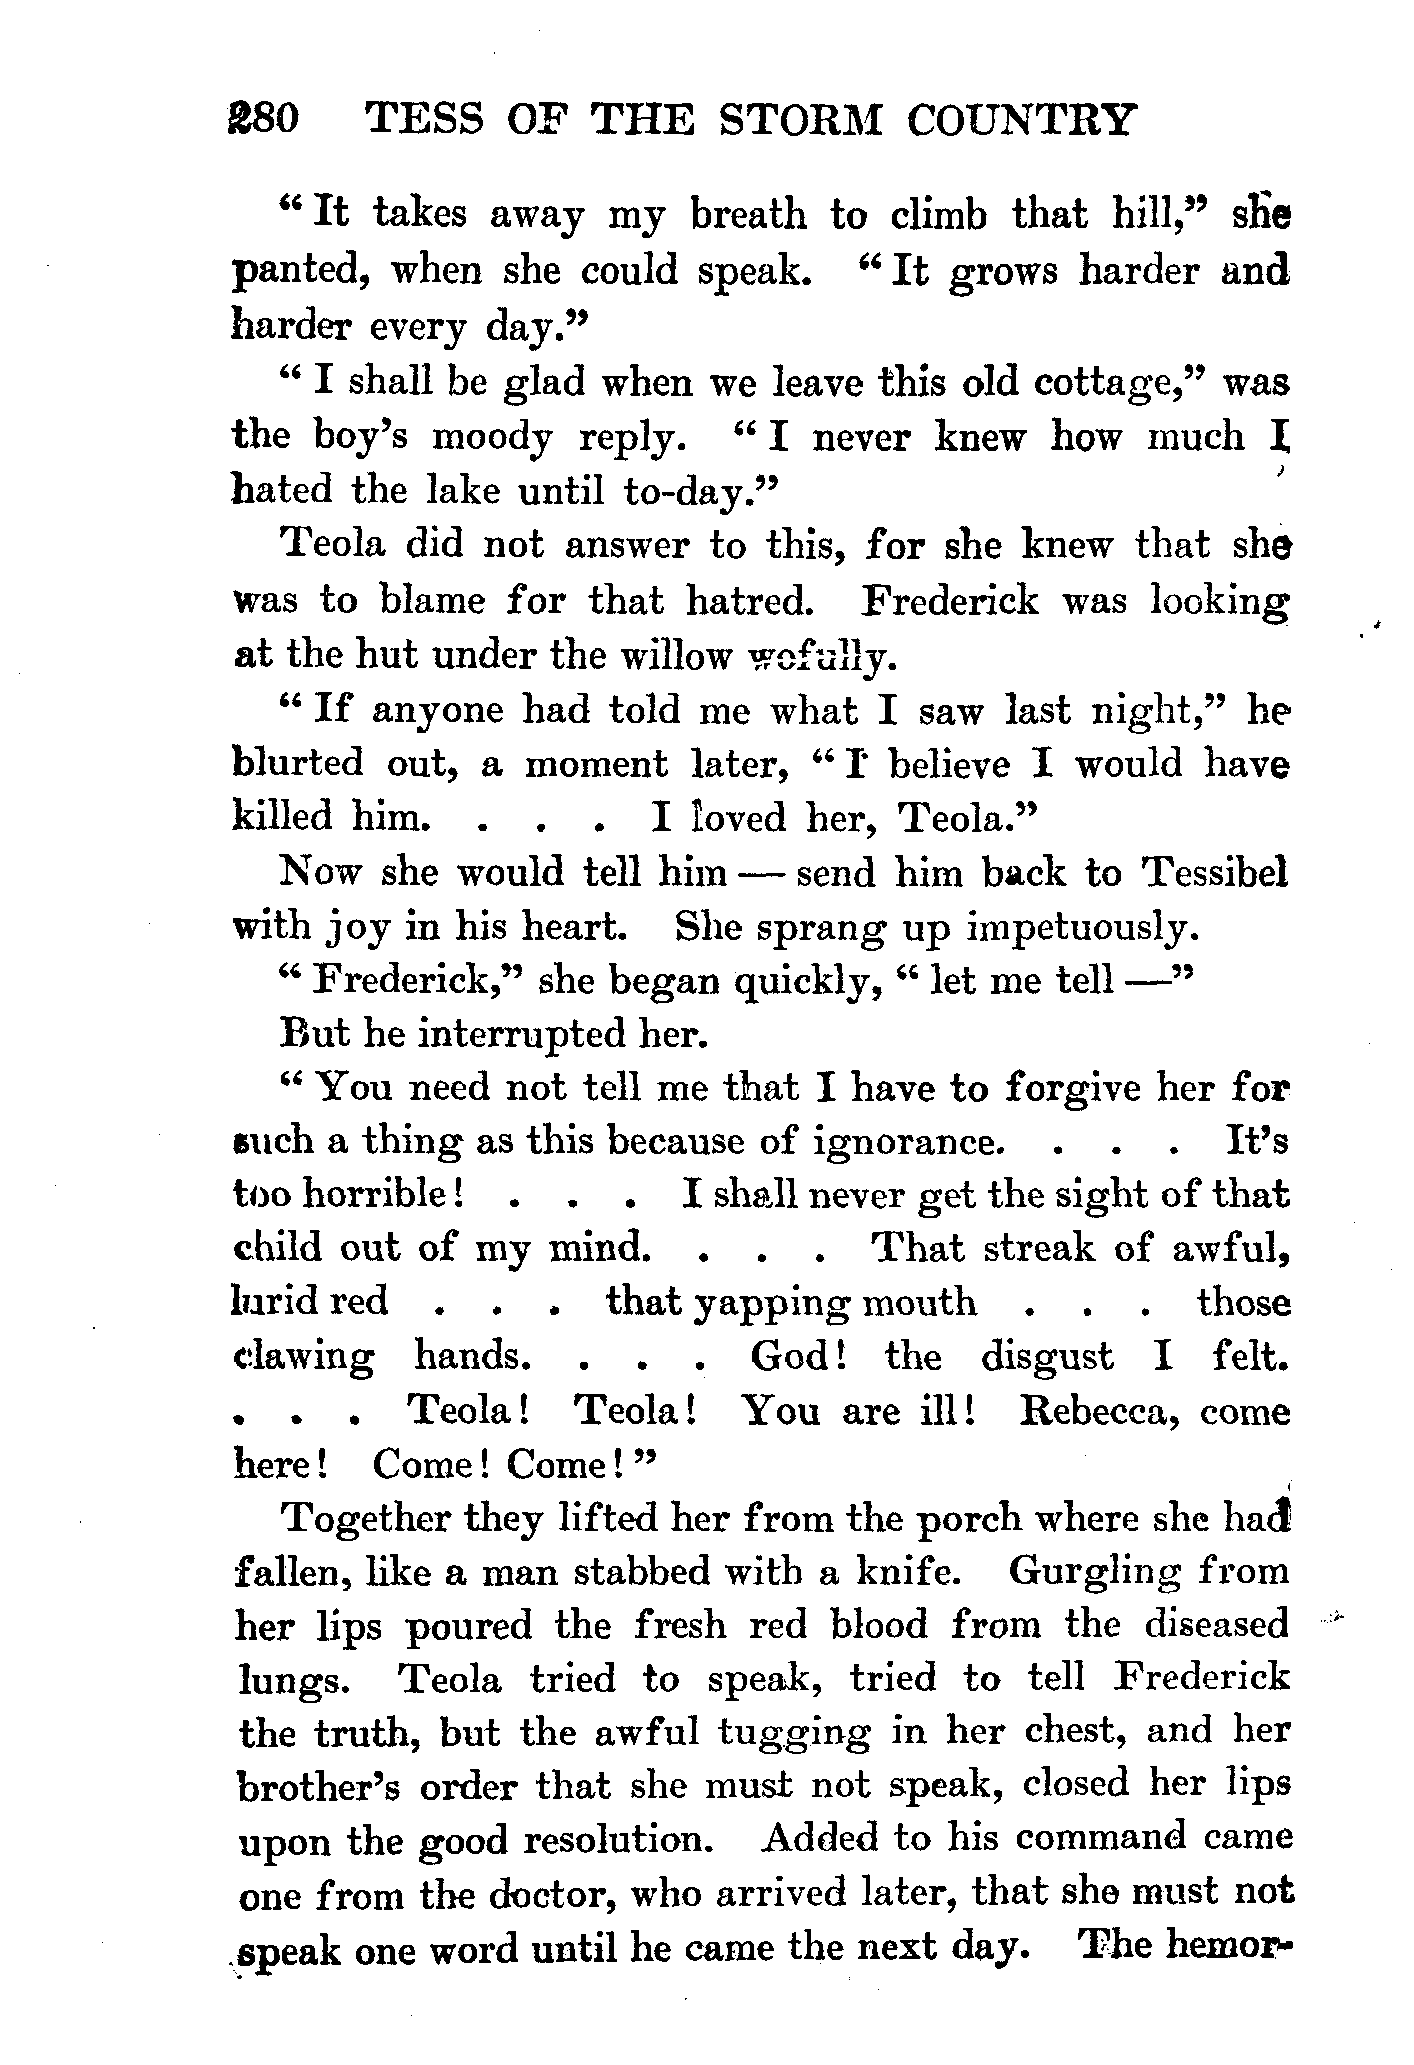 280 TESS OF THE STORM COUNTRY
“ It takes away my breath to climb that hill,” she
panted, when she could speak. “ It grows harder and
harder every day.”
“ I shall be glad when we leave this old cottage,” was
the boy’s moody reply. “ I never knew how much I
hated the lake until to-day.”
Teola did not answer to this, for she knew that she
was to blame for that hatred. Frederick was looking
at the hut under the willow wofully.
“ If anyone had told me what I saw last night,” he
blurted out, a moment later, “ I believe I would have
killed him. . . . I loved her, Teola.”
Now she would tell him — send him back to Tessibel
with joy in his heart. She sprang up impetuously.
“ Frederick,” she began quickly, “ let me tell —”
But he interrupted her.
“ You need not tell me that I have to forgive her for
such a thing as this because of ignorance. . . . It’s
too horrible! . . . I shall never get the sight of that
child out of my mind. . . . That streak of awful,
lurid red . . . that yapping mouth . . . those
clawing hands. . . . God! the disgust I felt.
. . . Teola! Teola! You are ill! Rebecca, come
here! Come! Come!”
Together they lifted her from the porch where she had
fallen, like a man stabbed with a knife. Gurgling from
her lips poured the fresh red blood from the diseased
lungs. Teola tried to speak, tried to tell Frederick
the truth, but the awful tugging in her chest, and her
brother’s order that she must not speak, closed her lips
upon the good resolution. Added to his command came
one from the doctor, who arrived later, that she must not
speak one word until he came the next day. The hemor-